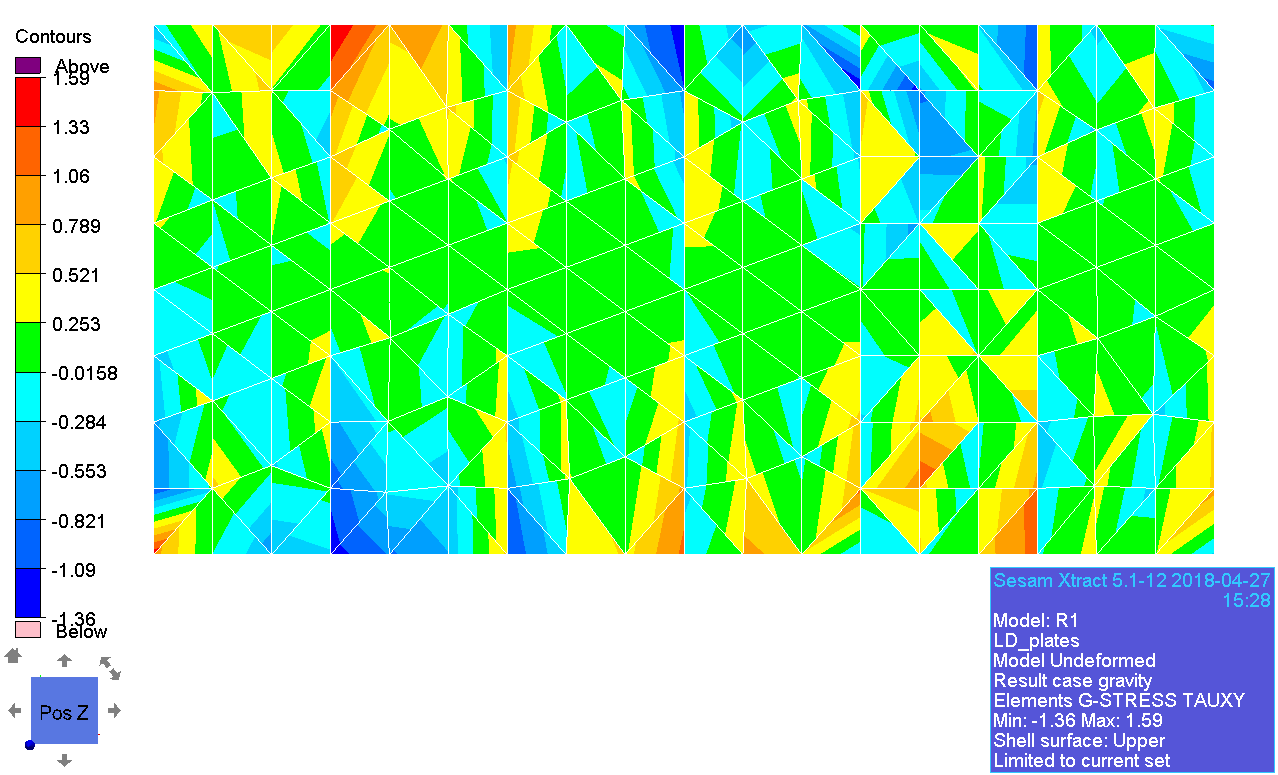 Contours
Above
1.59
1.33
1.06
0.789
0.521
0.253
-0.0158
-0.284
-0.553
-0.821
-1.09
-1.36
Below
Pos Z
Sesam Xtract 5.1-12 2018-04-27
15:28
Model: R1
LD_plates
Model Undeformed
Result case gravity
Elements G-STRESS TAUXY
Min: -1.36 Max: 1.59
Shell surface: Upper
Limited to current set